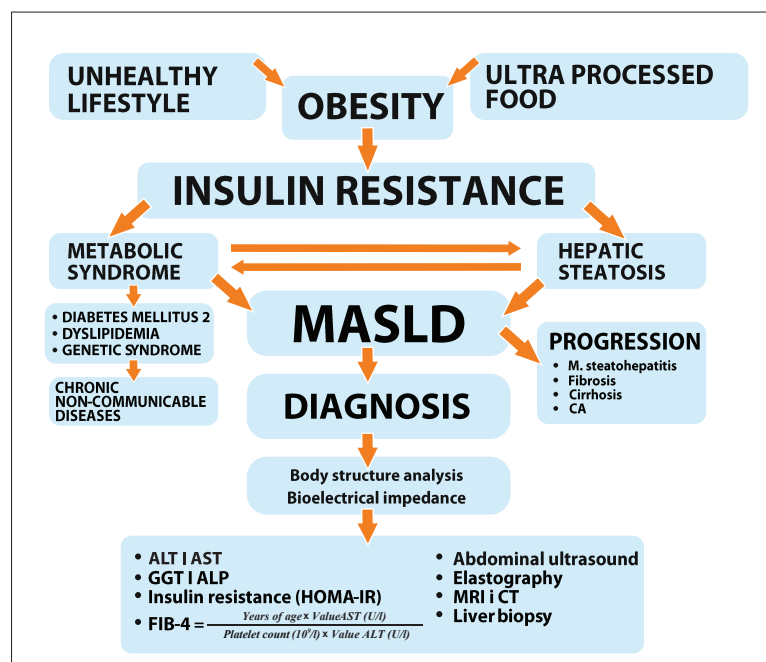 UNHEALTHY
LIFESTYLE
OBESITY
ULTRA PROCESSED
FOOD
INSULIN RESISTANCE
METABOLIC
SYNDROME
HEPATIC
STEATOSIS
• DIABETES MELLITUS 2
• DYSLIPIDEMIA
• GENETIC SYNDROME
MASLD
PROGRESSION
• M. steatohepatitis
• Fibrosis
• Cirrhosis
• CA
CHRONIC
NON-COMMUNICABLE
DISEASES
DIAGNOSIS
Body structure analysis
Bioelectrical impedance
• ALT I AST
• GGT I ALP
• Insulin resistance (HOMA-IR)
• FIB-4 = Years of age x ValueAST (U/l)
Platelet count (10⁹/l) x Value ALT (U/l)
• Abdominal ultrasound
• Elastography
• MRI i CT
• Liver biopsy